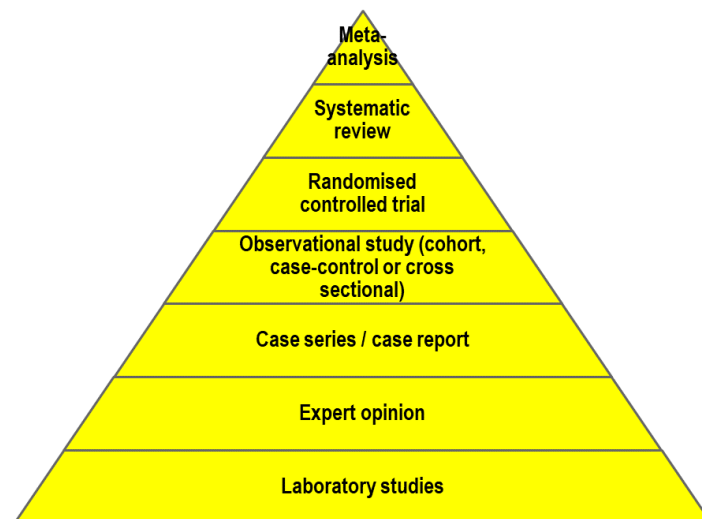 Meta-
analysis
Systematic
review
Randomised
controlled trial
Observational study (cohort,
case-control or cross
sectional)
Case series / case report
Expert opinion
Laboratory studies